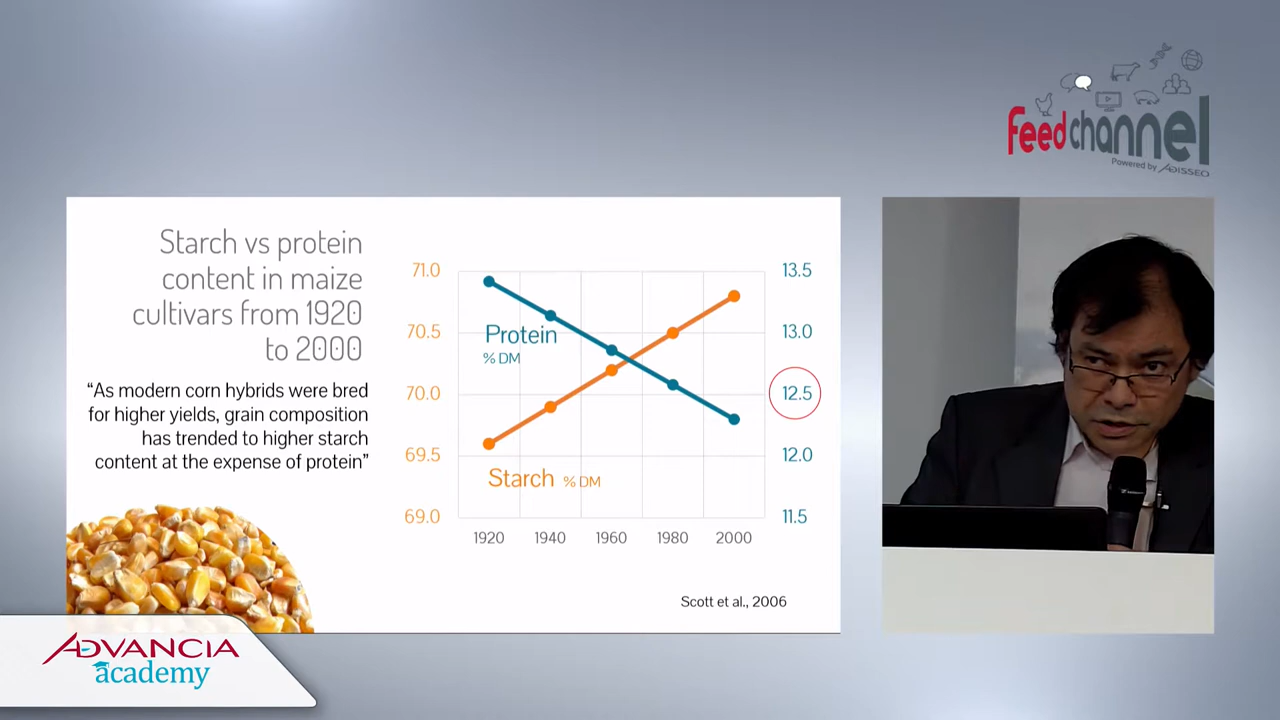 feedchannel
Powered by ADISSEO
Starch vs protein
content in maize
cultivars from 1920
to 2000
“As modern corn hybrids were bred
for higher yields, grain composition
has trended to higher starch
content at the expense of protein”
71.0
70.5
70.0
69.5
69.0
Protein
% DM
Starch % DM
13.5
13.0
12.5
12.0
11.5
1920 1940 1960 1980 2000
Scott et al., 2006
ADVANCIA
academy